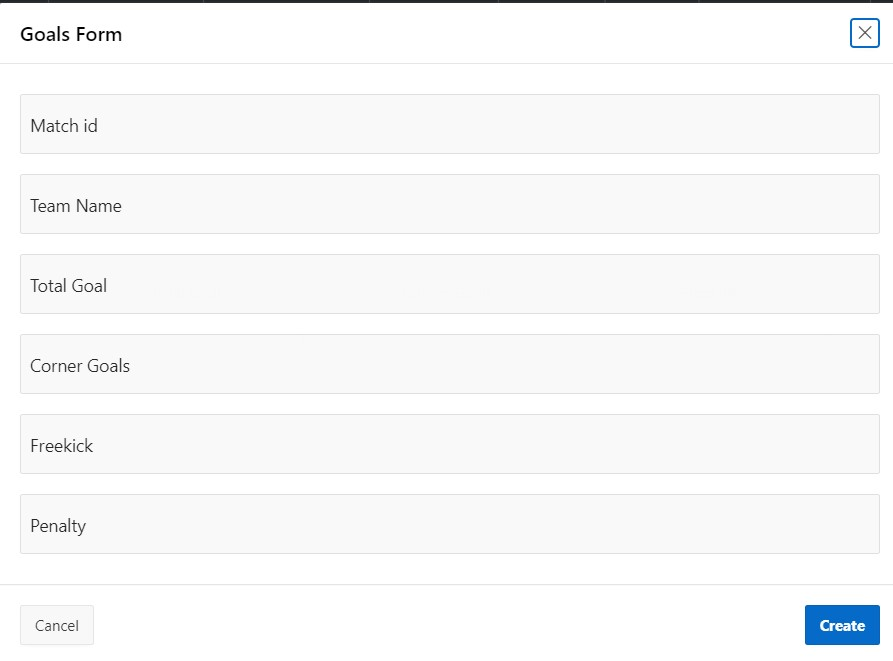 Goals Form
Match id
Team Name
Total Goal
Corner Goals
Freekick
Penalty
Cancel
Create